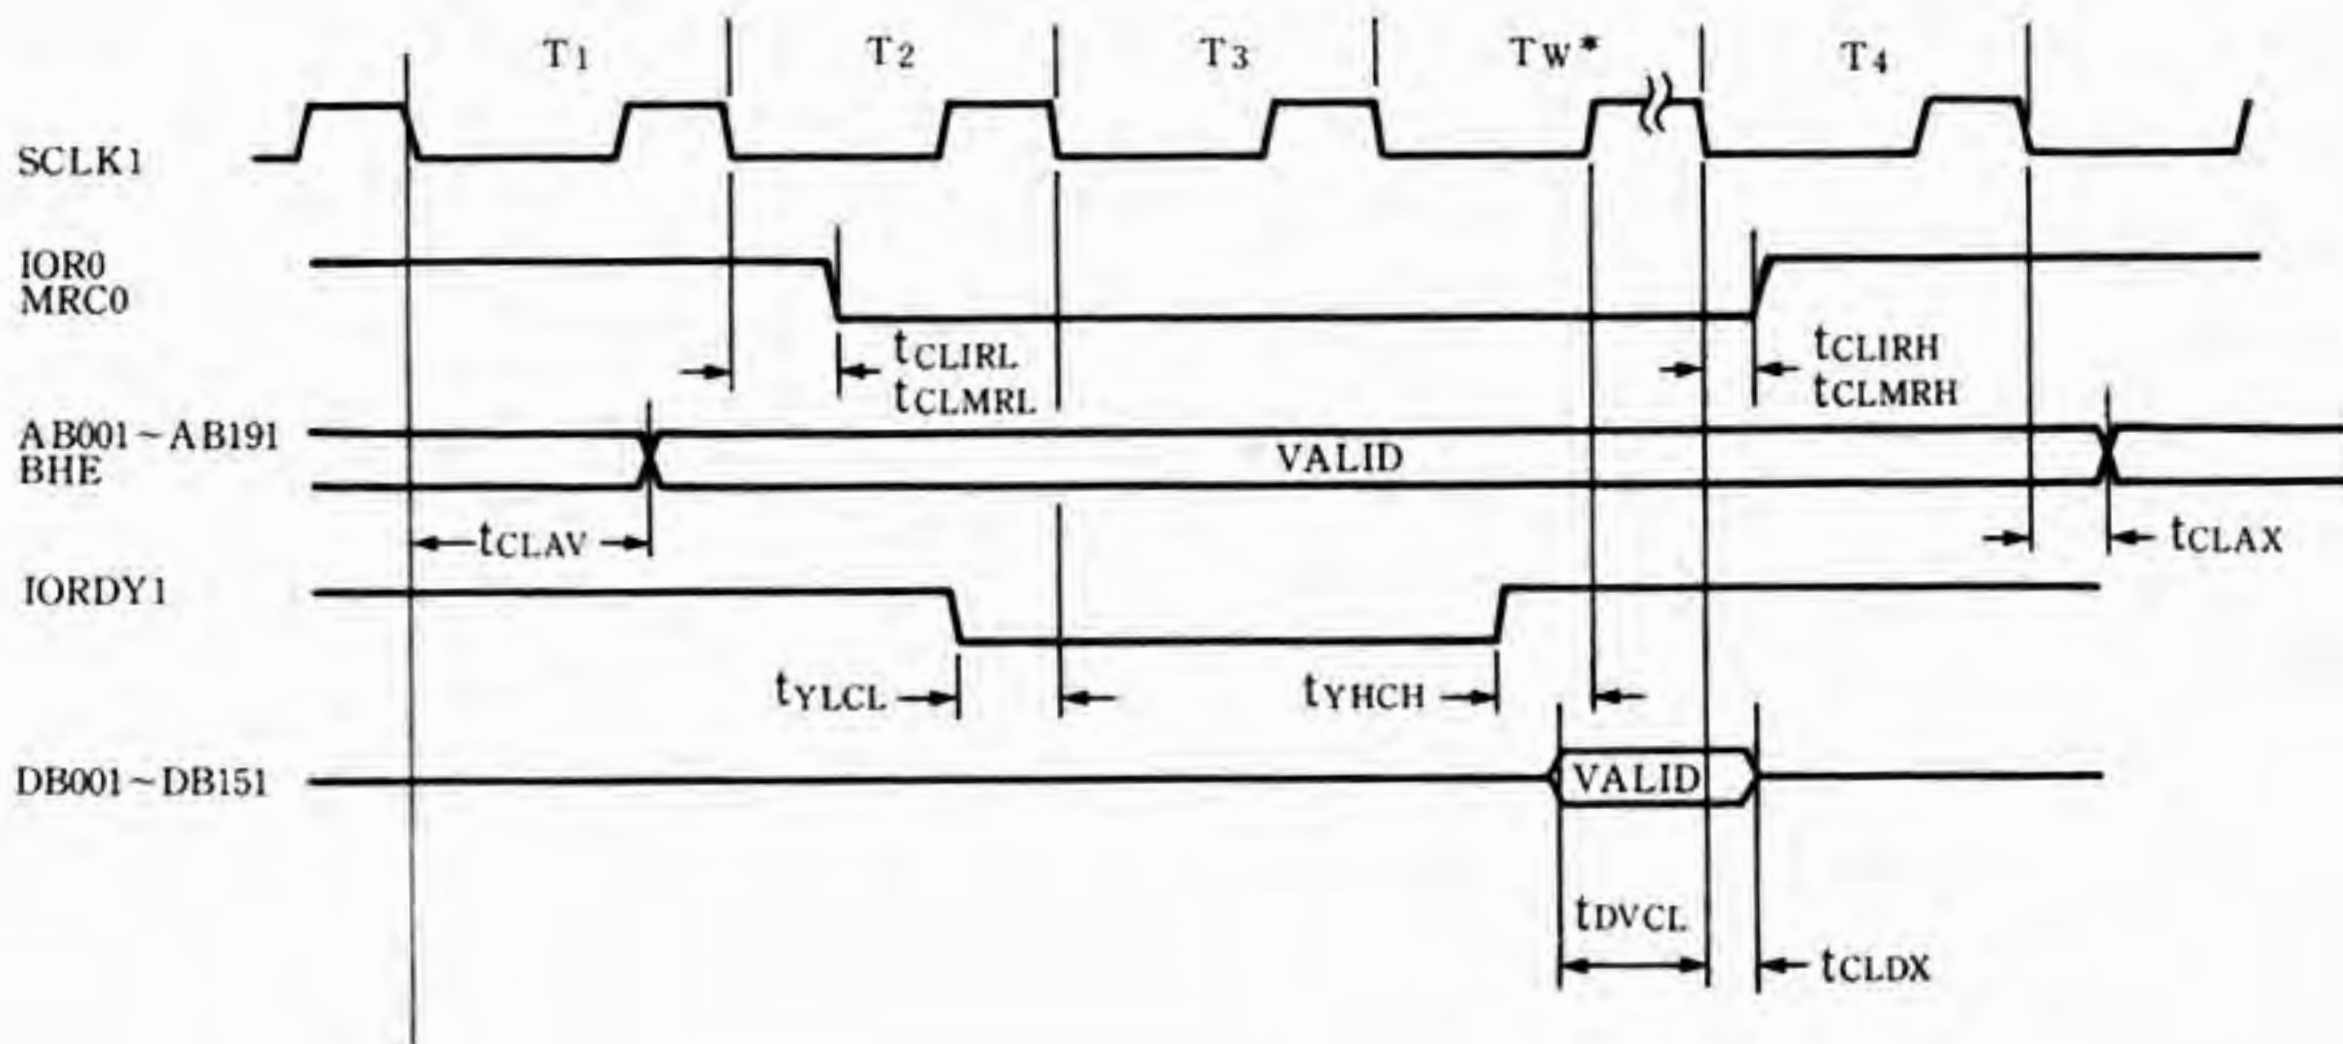 T1 T2 T3 TW* T4
SCLK1
IOR0
MRC0
tCLIRL
tCLMRL
tCLIRH
tCLMRH
AB001~AB191
BHE
VALID
tCLAV
tCLAX
IORDY1
tYLCL
tYHCH
DB001~DB151
VALID
tDVCL
tCLDX